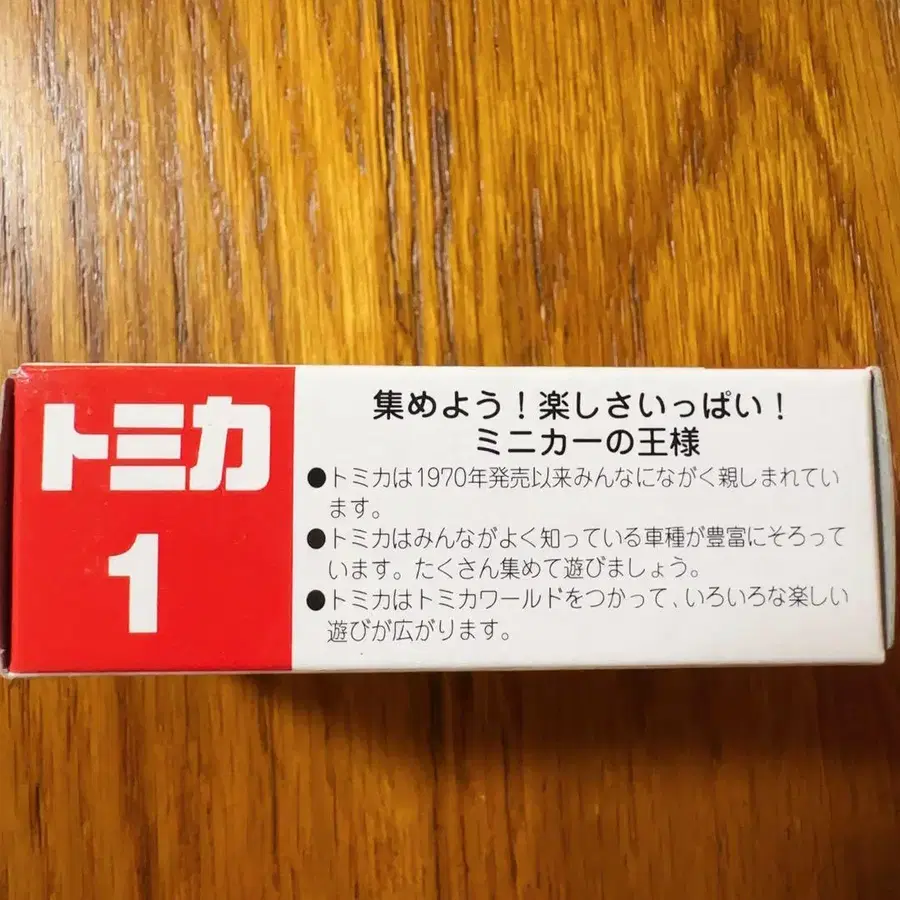 トミカ
1
集めよう!楽しさいっぱい!
ミニカーの王様
●トミカは1970年発売以来みんなにながく親しまれてい
ます。
●トミカはみんながよく知っている車種が豊富にそろって
います。たくさん集めて遊びましょう。
●トミカはトミカワールドをつかって、いろいろな楽しい
遊びが広がります。